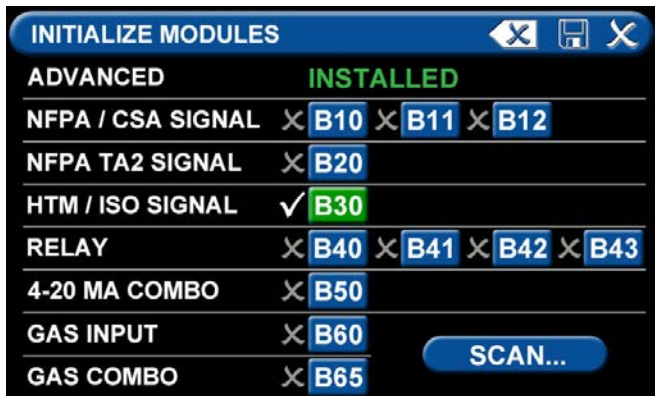 INITIALIZE MODULES
ADVANCED INSTALLED
NFPA / CSA SIGNAL B10 B11 B12
NFPA TA2 SIGNAL B20
HTM / ISO SIGNAL B30
RELAY B40 B41 B42 B43
4-20 MA COMBO B50
GAS INPUT B60
SCAN...
GAS COMBO B65